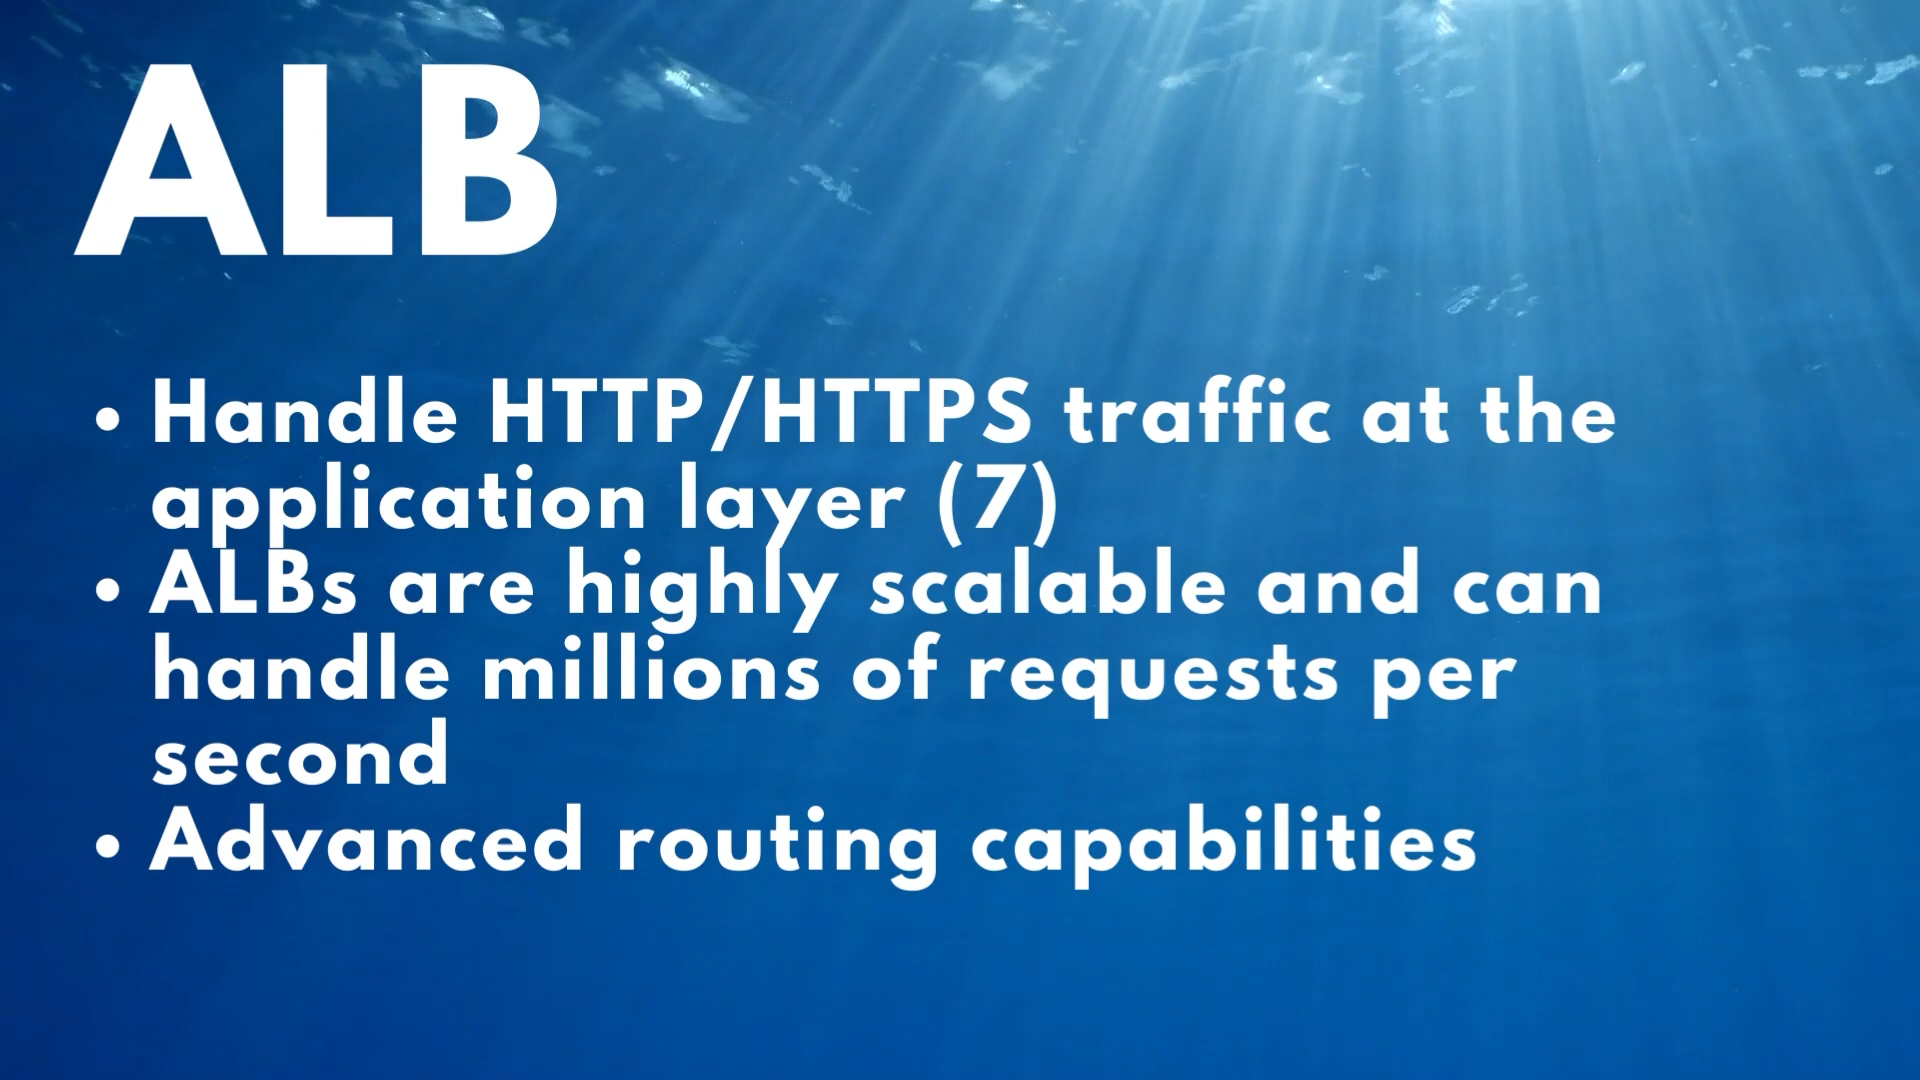 ALB
• Handle HTTP/HTTPS traffic at the
application layer (7)
• ALBs are highly scalable and can
handle millions of requests per
second
• Advanced routing capabilities